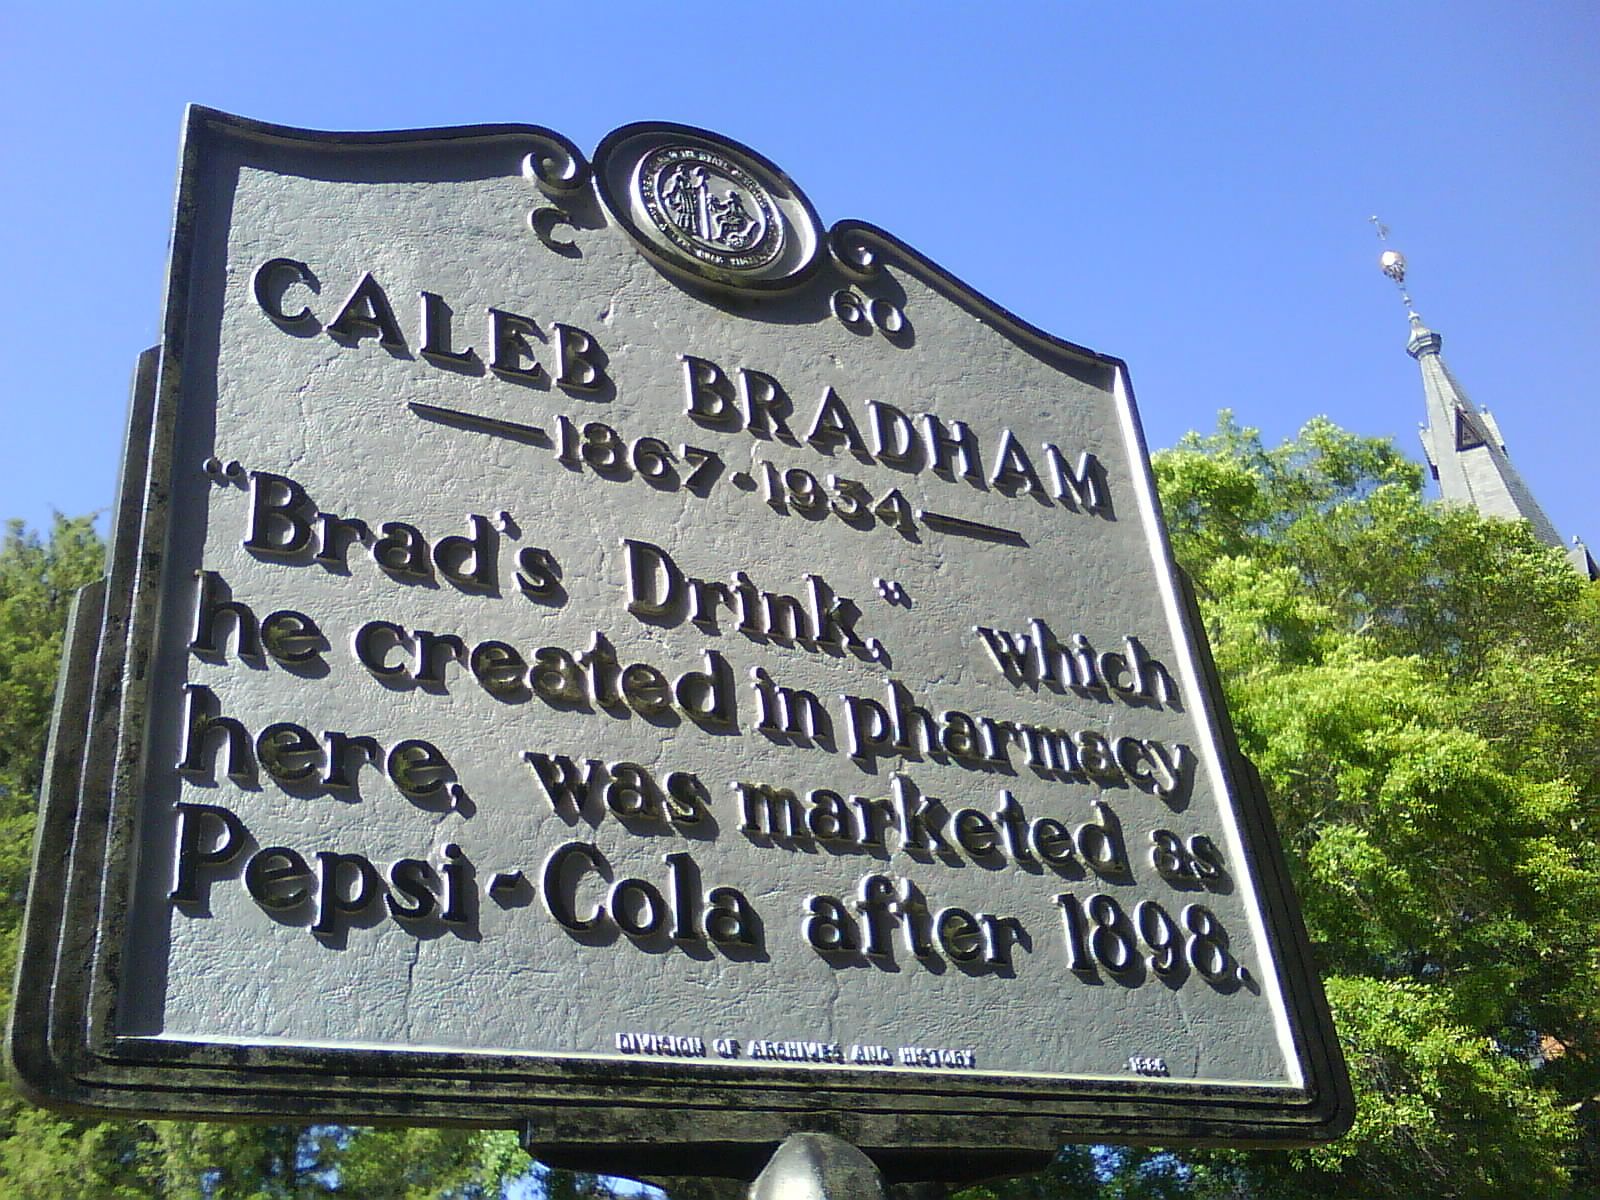 C 60
CALEB BRADHAM
1867-1934
"Brad's Drink," which
he created in pharmacy
here, was marketed as
Pepsi-Cola after 1898.
DIVISION OF ARCHIVES AND HISTORY